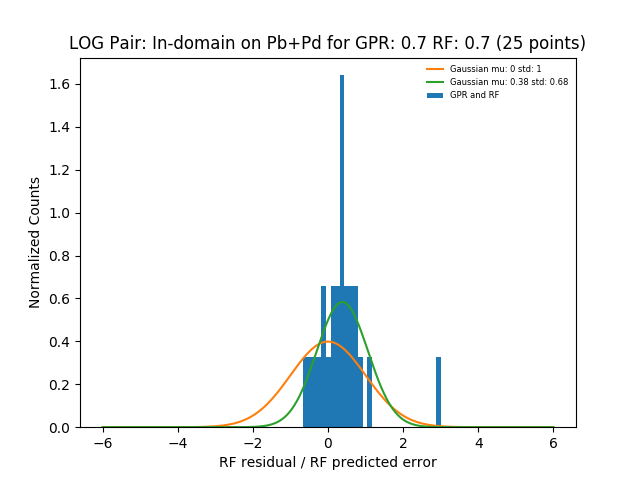 LOG Pair: In-domain on Pb+Pd for GPR: 0.7 RF: 0.7 (25 points)
Gaussian mu: 0 std: 1
Gaussian mu: 0.38 std: 0.68
GPR and RF
Normalized Counts
1.6
1.4
1.2
1.0
0.8
0.6
0.4
0.2
0.0
−6 −4 −2 0 2 4 6
RF residual / RF predicted error